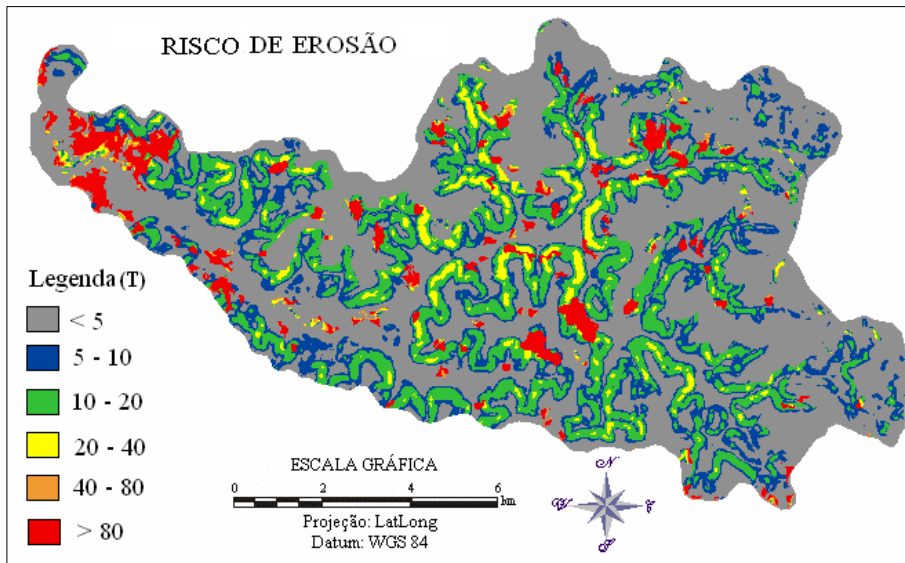 RISCO DE EROSÃO
Legenda (T)
< 5
5 - 10
10 - 20
20 - 40
40 - 80
> 80
ESCALA GRÁFICA
0 2 4 6
km
Projeção: LatLong
Datum: WGS 84
N
W
E
S